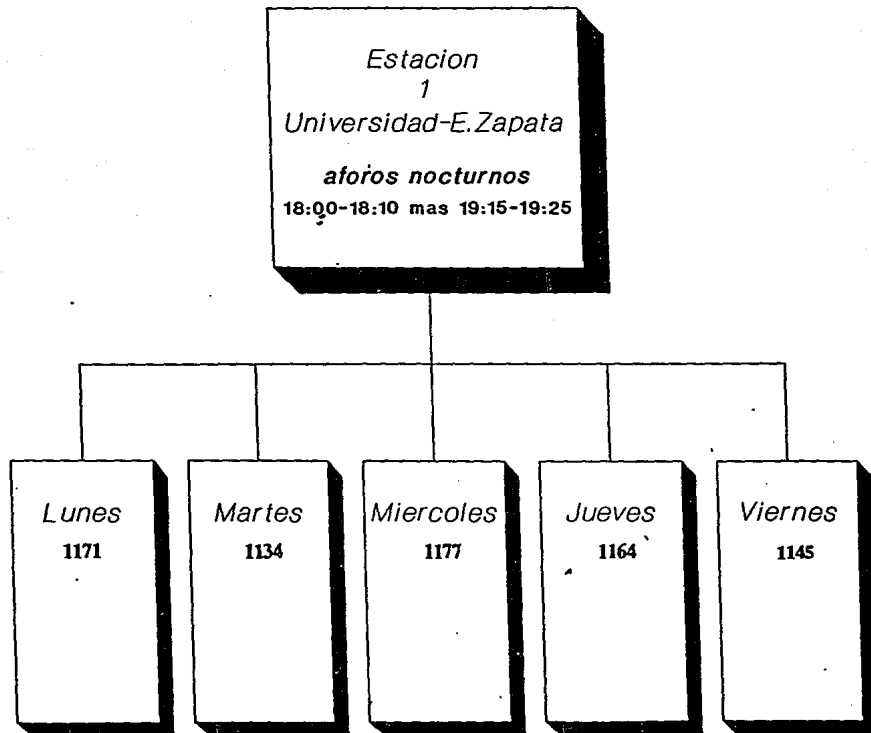 Estacion
1
Universidad-E.Zapata
aforos nocturnos
18:00-18:10 mas 19:15-19:25
Lunes
1171
Martes
1134
Miercoles
1177
Jueves
1164
Viernes
1145